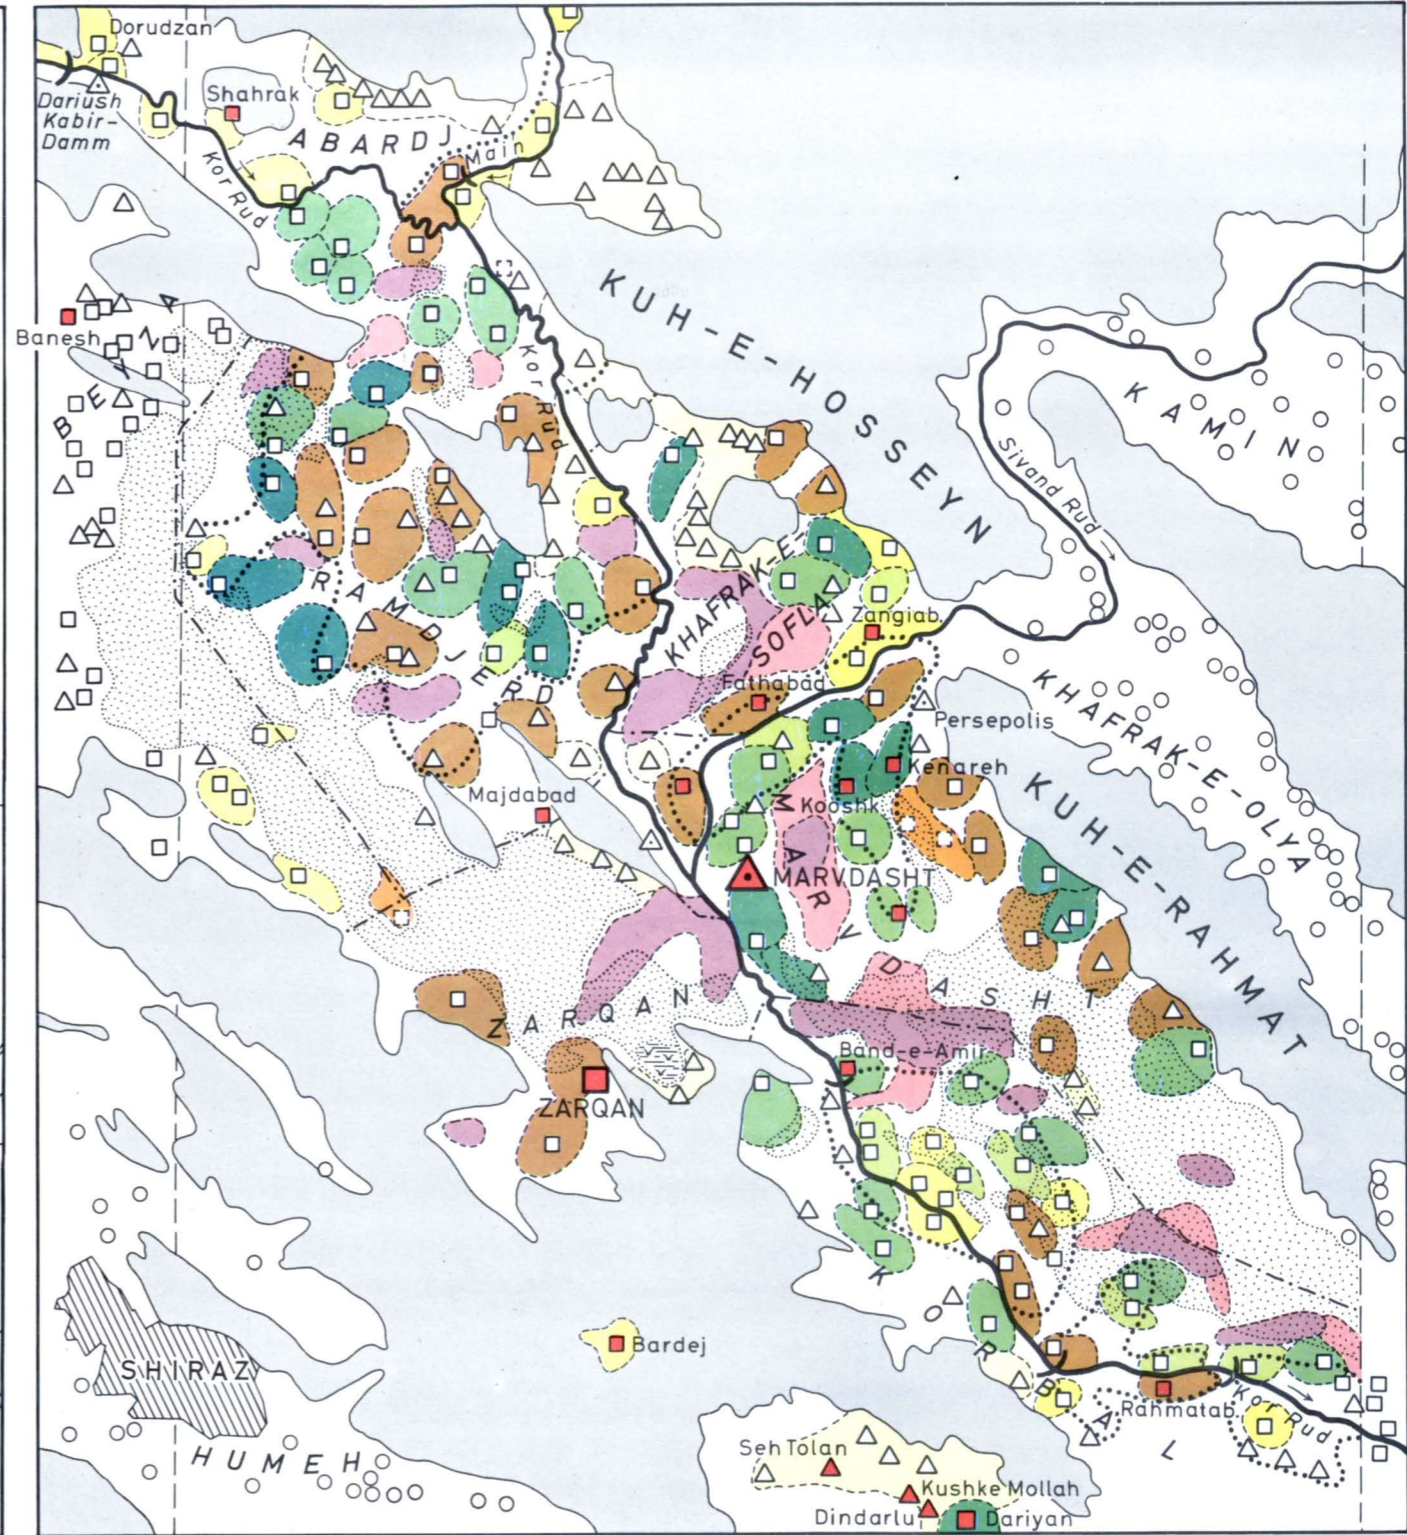 Dorudzan
Dariush
Kabir-
Damm
Shahrak
ABARDJ
Main
Kor Rud
KUH-E-HOSSEYN
Banesh
BEYZA
Kor Rud
KAMIN
Sivand Rud
RAMDJERD
KHAFRAK-E-
SOFLA
Zangiab.
Fathabad
Persepolis
KHAFRAK-E-OLYA
Kenareh
KUH-E-RAHMAT
Majdabad
Kooshk
MARVDASHT
MARVDASHT
ZARQAN
Band-e-Amir
ZARQAN
KORBAL
Bardej
SHIRAZ
Rahmatab.
Kor Rud
HUMEH
Seh Tolan
Kushke Mollah
Dindarlu
Dariyan